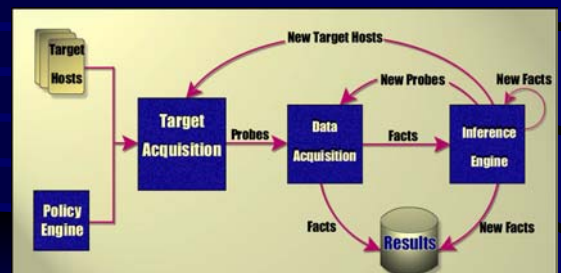 Target
Hosts
New Target Hosts
New Probes
New Facts
Target
Acquisition
Probes
Data
Acquisition
Facts
Inference
Engine
Policy
Engine
Facts
Results
New Facts